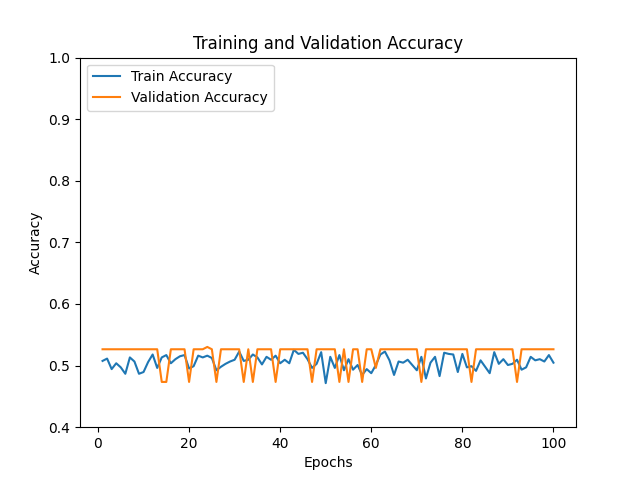 Training and Validation Accuracy
Train Accuracy
Validation Accuracy
1.0
0.9
0.8
0.7
0.6
0.5
0.4
Accuracy
0 20 40 60 80 100
Epochs